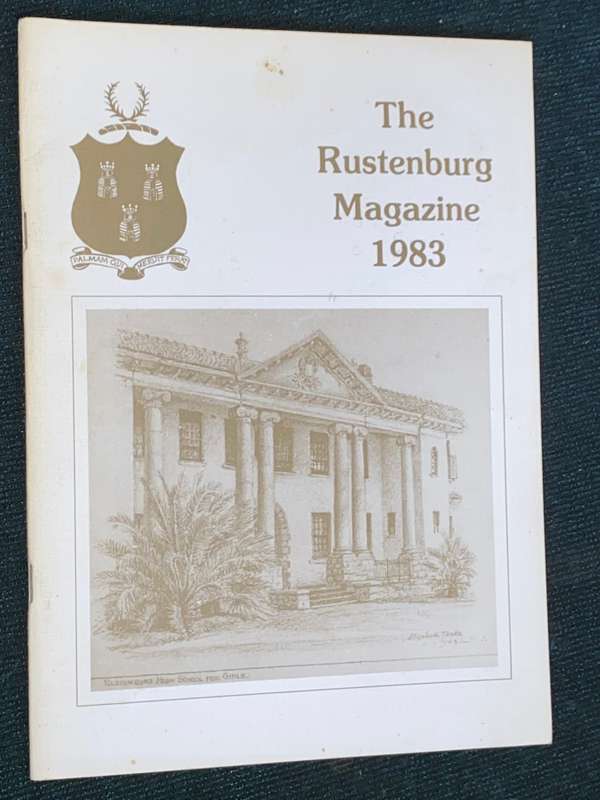 The
Rustenburg
Magazine
1983
PALMAM QUI MERUIT FERAT
RUSTENBURG HIGH SCHOOL FOR GIRLS.